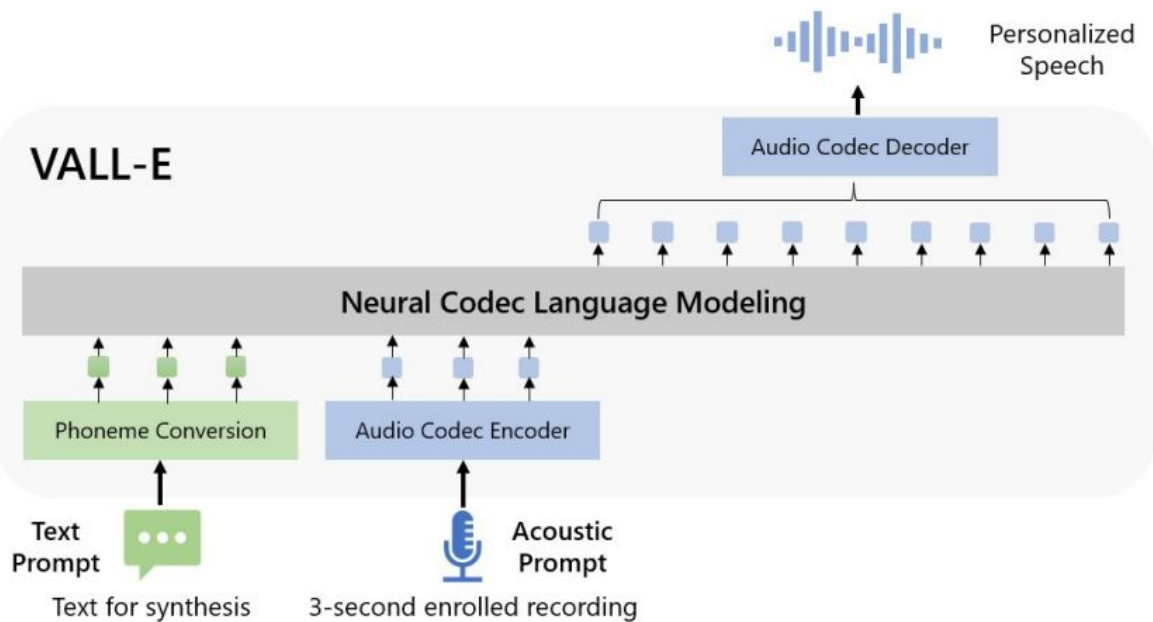 Personalized
Speech
Audio Codec Decoder
VALL-E
Neural Codec Language Modeling
Phoneme Conversion
Audio Codec Encoder
Text
Prompt
Acoustic
Prompt
Text for synthesis
3-second enrolled recording